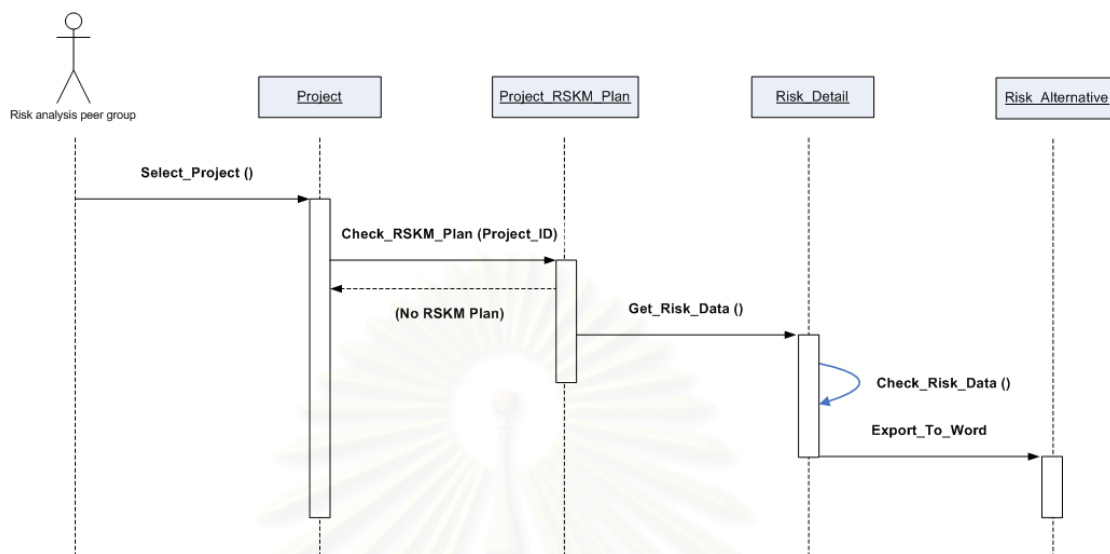 Risk analysis peer group
Project
Project_RSKM_Plan
Risk_Detail
Risk_Alternative
Select_Project ()
Check_RSKM_Plan (Project_ID)
(No RSKM Plan)
Get_Risk_Data ()
Check_Risk_Data ()
Export_To_Word